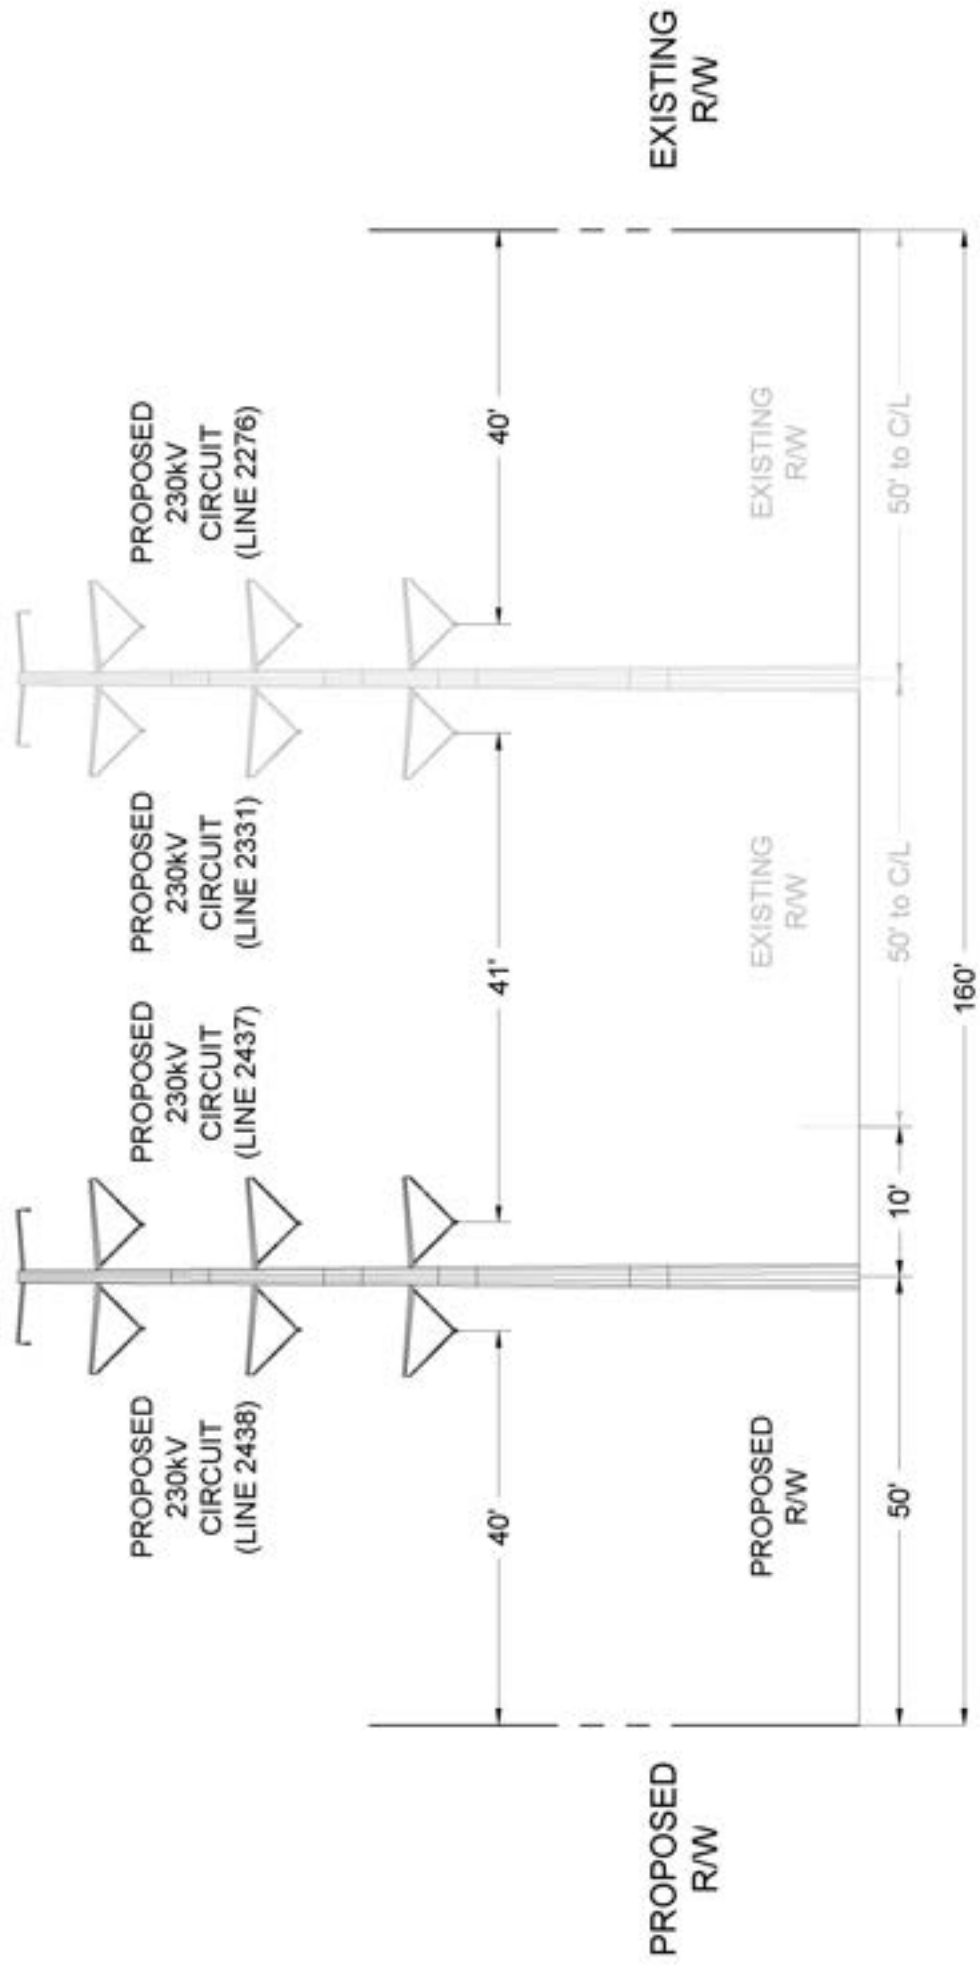 PROPOSED
230kV
CIRCUIT
(LINE 2438)
PROPOSED
230kV
CIRCUIT
(LINE 2437)
PROPOSED
230kV
CIRCUIT
(LINE 2331)
PROPOSED
230kV
CIRCUIT
(LINE 2276)
40'
41'
40'
PROPOSED
R/W
EXISTING
R/W
PROPOSED
R/W
EXISTING
R/W
EXISTING
R/W
50'
10'
50' to C/L
50' to C/L
160'